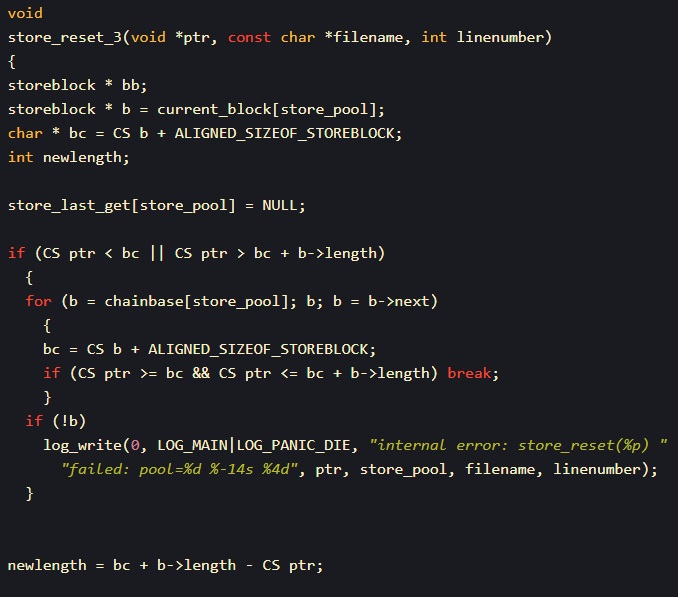 void
store_reset_3(void *ptr, const char *filename, int linenumber)
{
storeblock * bb;
storeblock * b = current_block[store_pool];
char * bc = CS b + ALIGNED_SIZEOF_STOREBLOCK;
int newlength;

store_last_get[store_pool] = NULL;

if (CS ptr < bc || CS ptr > bc + b->length)
  {
  for (b = chainbase[store_pool]; b; b = b->next)
    {
    bc = CS b + ALIGNED_SIZEOF_STOREBLOCK;
    if (CS ptr >= bc && CS ptr <= bc + b->length) break;
    }
  if (!b)
    log_write(0, LOG_MAIN|LOG_PANIC_DIE, "internal error: store_reset(%p) "
      "failed: pool=%d %-14s %4d", ptr, store_pool, filename, linenumber);
  }

newlength = bc + b->length - CS ptr;